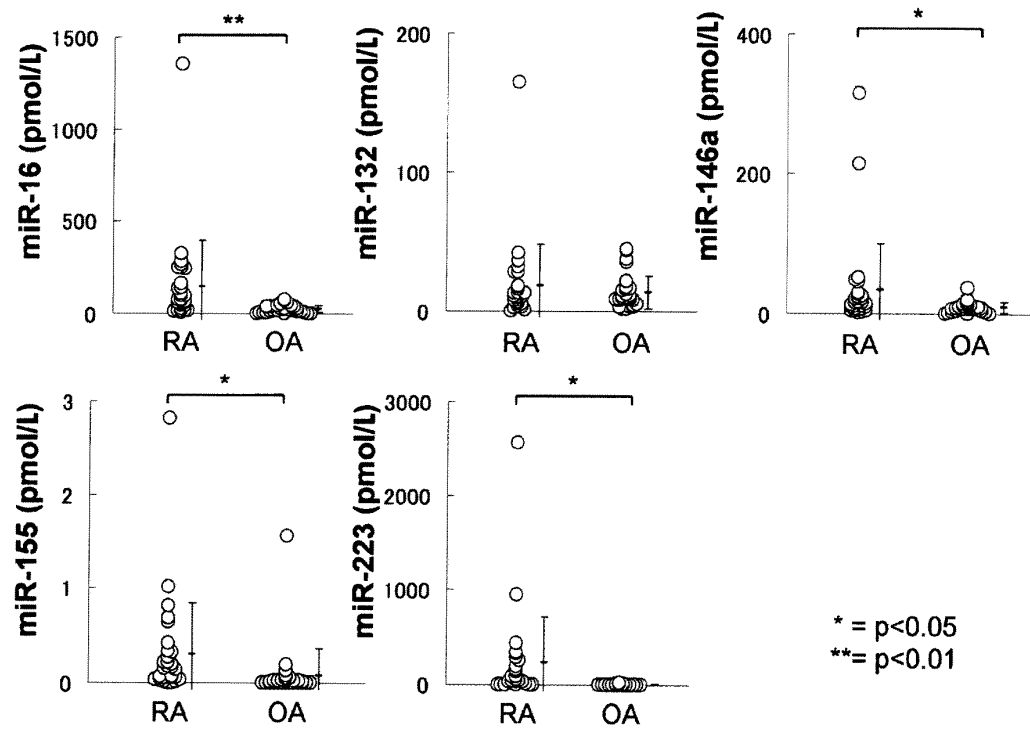 **
miR-16 (pmol/L)
1500
1000
500
0
RA
OA
miR-132 (pmol/L)
200
100
0
RA
OA
*
miR-146a (pmol/L)
400
200
0
RA
OA
*
miR-155 (pmol/L)
3
2
1
0
RA
OA
*
miR-223 (pmol/L)
3000
2000
1000
0
RA
OA
* = p<0.05
**= p<0.01